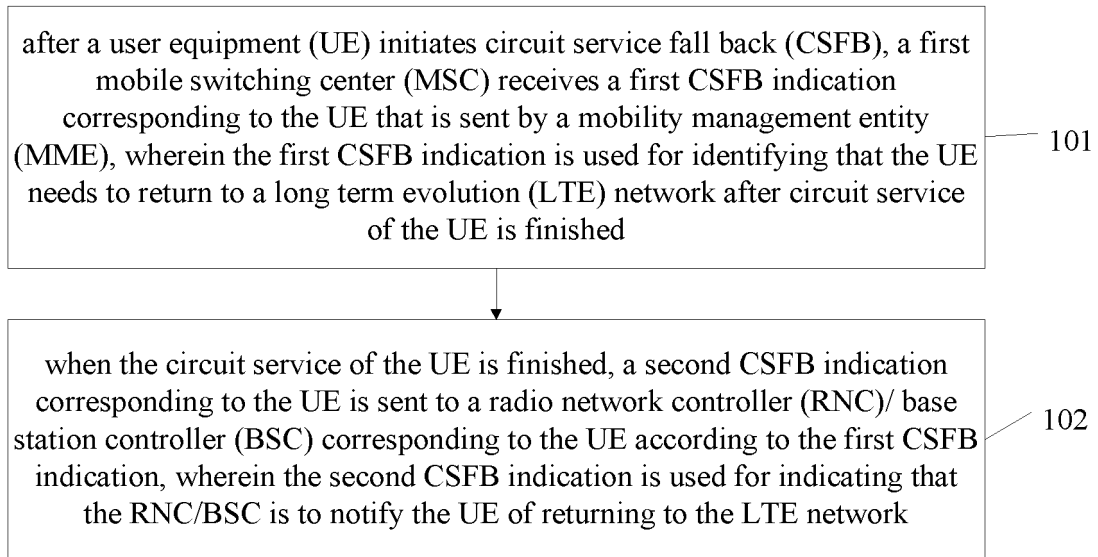 after a user equipment (UE) initiates circuit service fall back (CSFB), a first
mobile switching center (MSC) receives a first CSFB indication
corresponding to the UE that is sent by a mobility management entity
(MME), wherein the first CSFB indication is used for identifying that the UE
needs to return to a long term evolution (LTE) network after circuit service
of the UE is finished
101
when the circuit service of the UE is finished, a second CSFB indication
corresponding to the UE is sent to a radio network controller (RNC)/ base
station controller (BSC) corresponding to the UE according to the first CSFB
indication, wherein the second CSFB indication is used for indicating that
the RNC/BSC is to notify the UE of returning to the LTE network
102